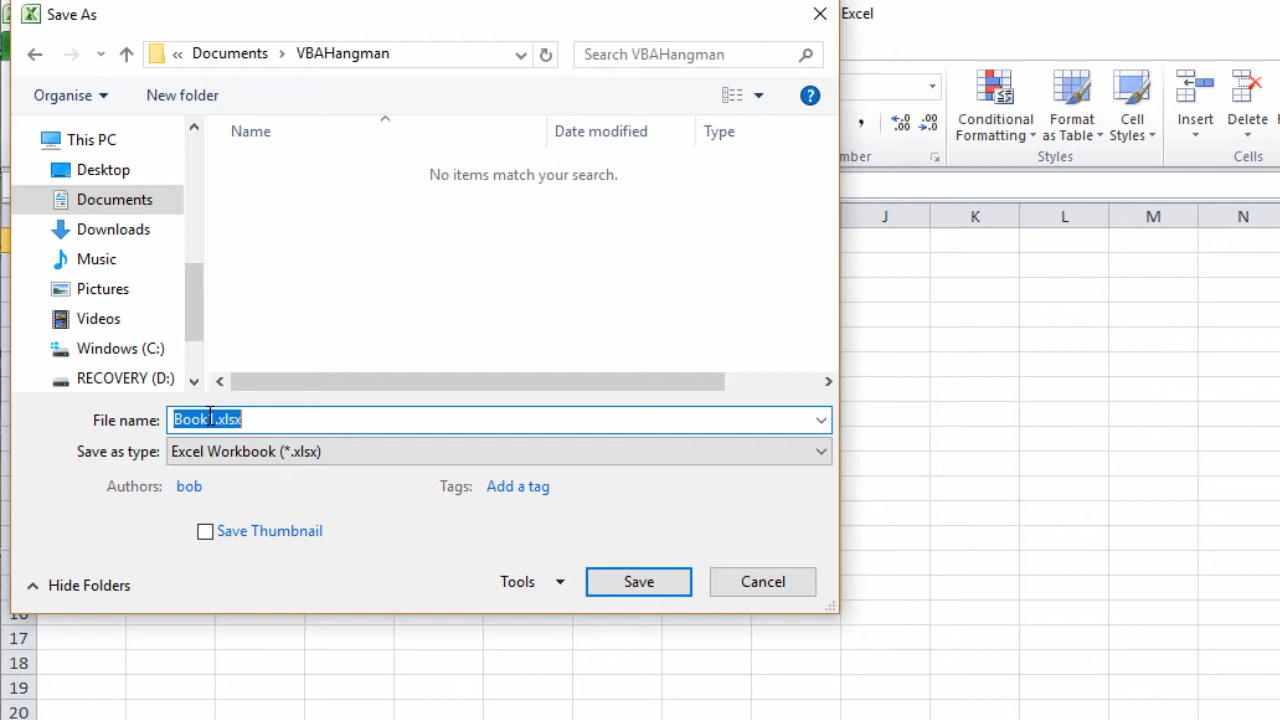 Save As
Excel
« Documents > VBAHangman
Search VBAHangman
Organise
New folder
Name
Date modified
Type
No items match your search.
This PC
Desktop
Documents
Downloads
Music
Pictures
Videos
Windows (C:)
RECOVERY (D:)
File name: Book1.xlsx
Save as type: Excel Workbook (*.xlsx)
Authors: bob
Tags: Add a tag
Save Thumbnail
Hide Folders
Tools
Save
Cancel
Conditional
Formatting
Format
as Table
Cell
Styles
Insert
Delete
mber
Styles
Cells
J K L M N
16
17
18
19
20